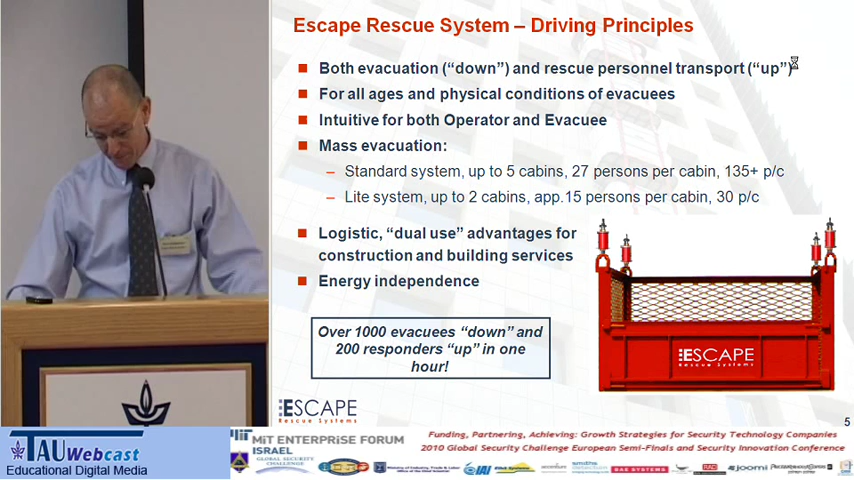 Escape Rescue System – Driving Principles
Both evacuation (“down”) and rescue personnel transport (“up”)
For all ages and physical conditions of evacuees
Intuitive for both Operator and Evacuee
Mass evacuation:
– Standard system, up to 5 cabins, 27 persons per cabin, 135+ p/c
– Lite system, up to 2 cabins, app.15 persons per cabin, 30 p/c
Logistic, “dual use” advantages for
construction and building services
Energy independence
Over 1000 evacuees “down” and
200 responders “up” in one
hour!
ESCAPE
Rescue Systems
ESCAPE
Rescue Systems
5
TAU Webcast
Educational Digital Media
MIT ENTERPRISE FORUM
ISRAEL
GLOBAL SECURITY
CHALLENGE
Funding, Partnering, Achieving: Growth Strategies for Security Technology Companies
2010 Global Security Challenge European Semi-Finals and Security Innovation Conference
IAI
RAD
joomi